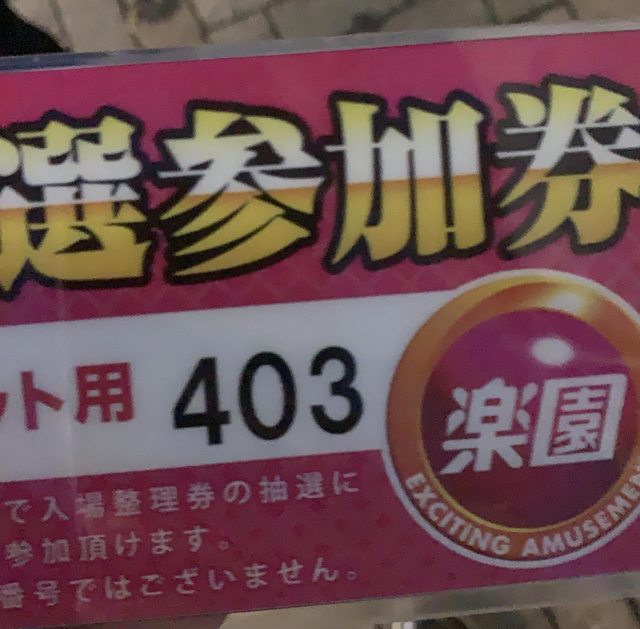 選参加券
ット用 403
楽園
EXCITING AMUSEMEN
で入場整理券の抽選に
参加頂けます。
番号ではございません。